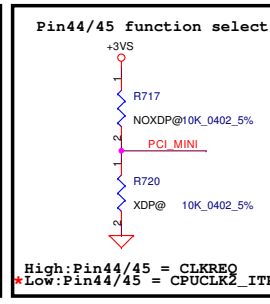 Pin44/45 function select
+3VS
1
R717
NOXDP@10K_0402_5%
2
PCI_MINI
1
R720
XDP@ 10K_0402_5%
2
High:Pin44/45 = CLKREQ
*Low:Pin44/45 = CPUCLK2_ITP